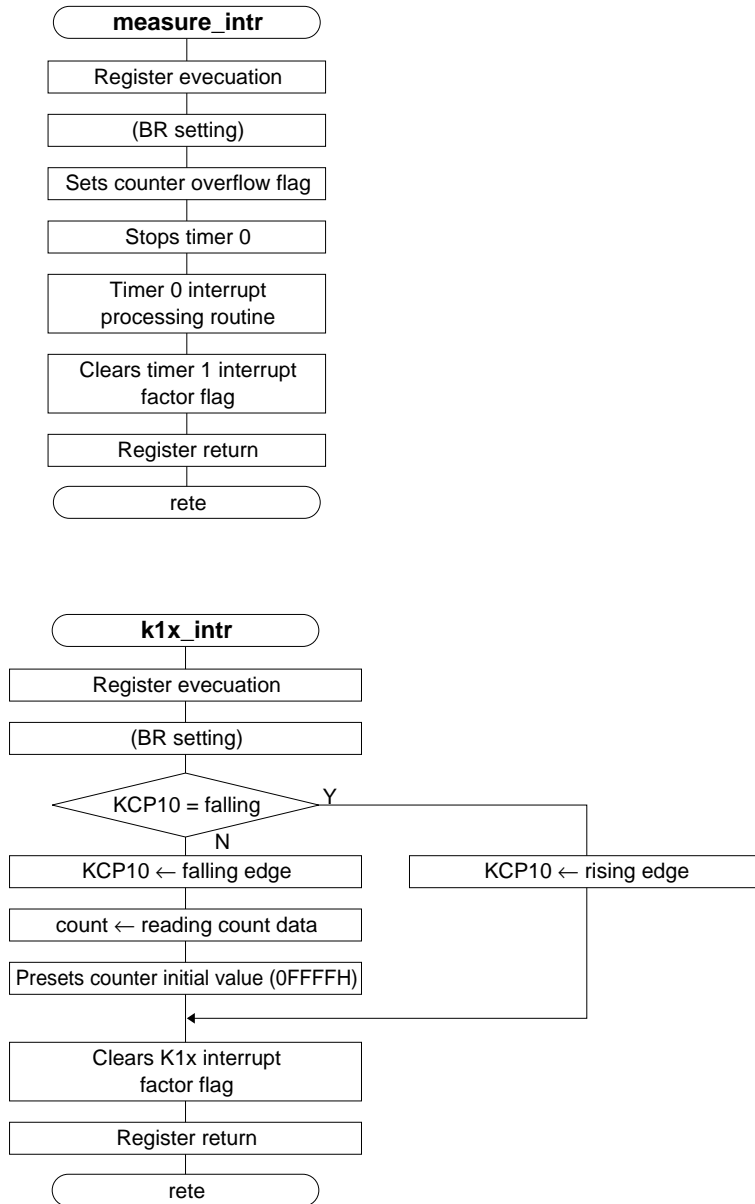 measure_intr
Register evecuation
(BR setting)
Sets counter overflow flag
Stops timer 0
Timer 0 interrupt
processing routine
Clears timer 1 interrupt
factor flag
Register return
rete
k1x_intr
Register evecuation
(BR setting)
KCP10 = falling
Y
N
KCP10 ← falling edge
KCP10 ← rising edge
count ← reading count data
Presets counter initial value (0FFFFH)
Clears K1x interrupt
factor flag
Register return
rete